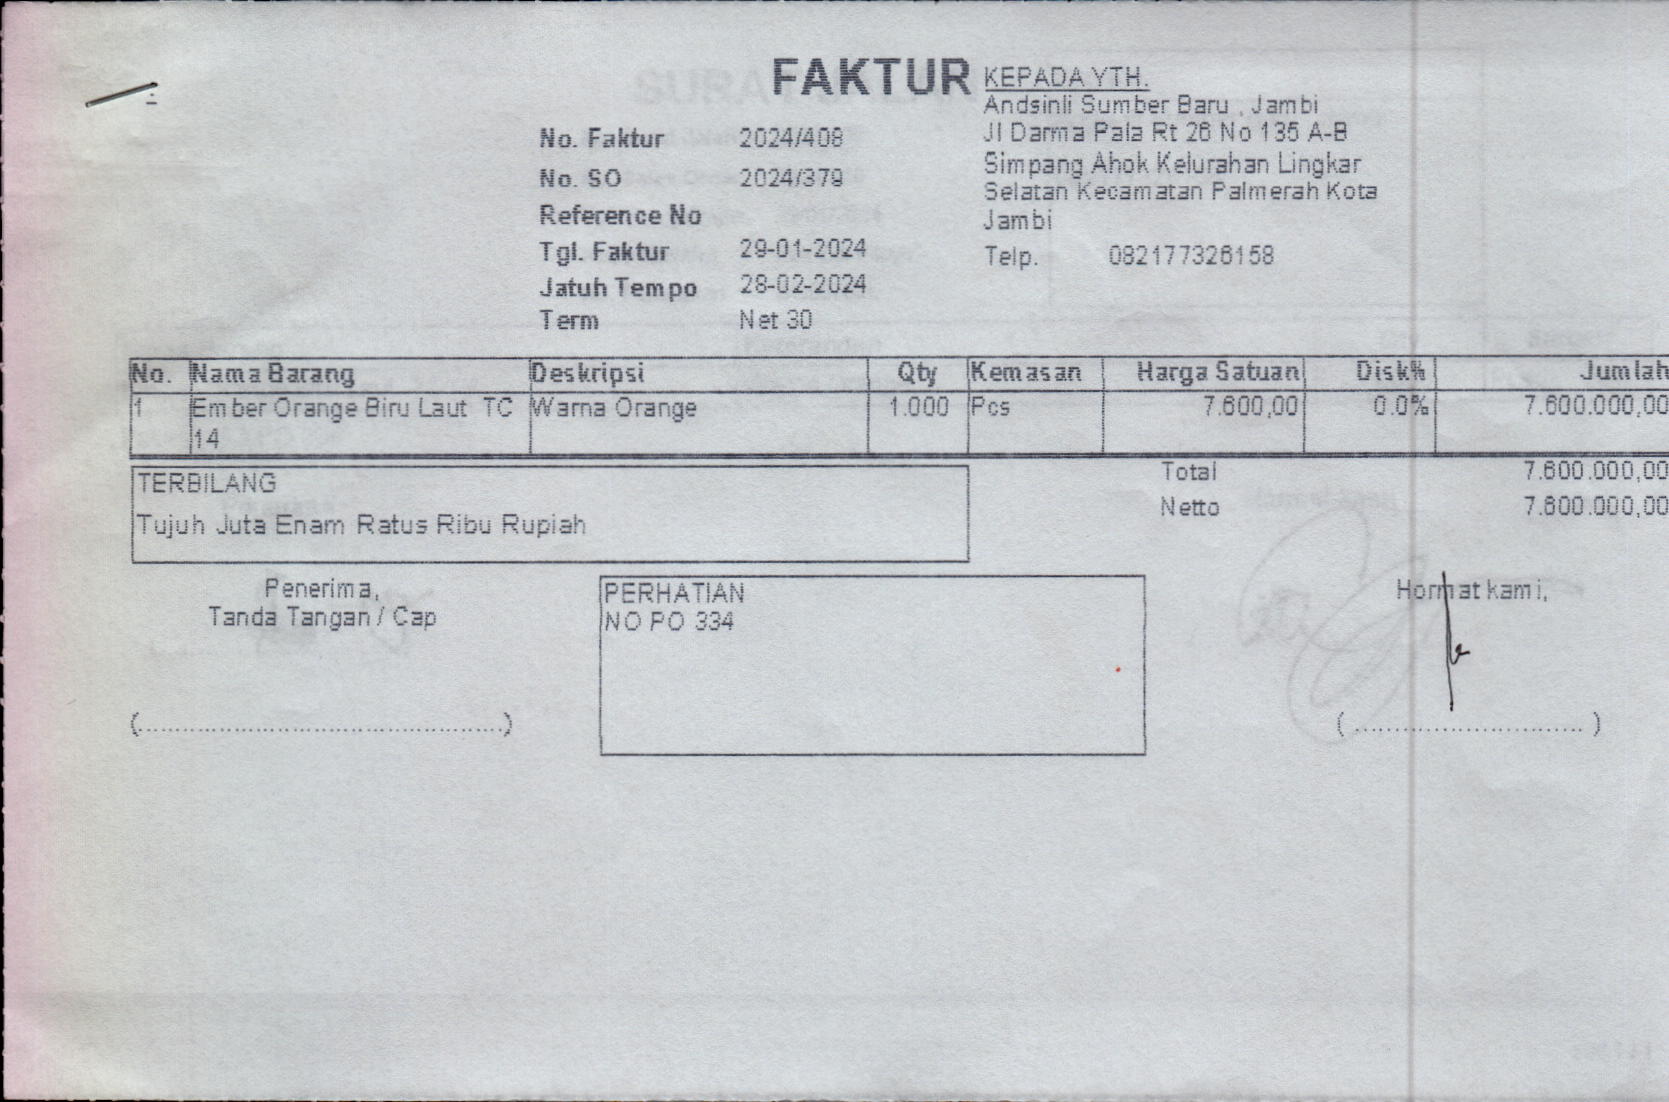 FAKTUR
No. Faktur 2024/408
No. SO 2024/379
Reference No
Tgl. Faktur 29-01-2024
Jatuh Tempo 28-02-2024
Term Net 30
KEPADA YTH.
Andsinli Sumber Baru , Jambi
Jl Darma Pala Rt 26 No 135 A-B
Simpang Ahok Kelurahan Lingkar
Selatan Kecamatan Palmerah Kota
Jambi
Telp. 082177326158
No. Nama Barang Deskripsi Qty Kemasan Harga Satuan Disk% Jumlah
1 Ember Orange Biru Laut TC Warna Orange 1.000 Pcs 7.600,00 0.0% 7.600.000,00
14
Total 7.600.000,00
Netto 7.600.000,00
TERBILANG
Tujuh Juta Enam Ratus Ribu Rupiah
Penerima,
Tanda Tangan / Cap
(................................................)
PERHATIAN
NO PO 334
Hormat kami,
( .............................. )